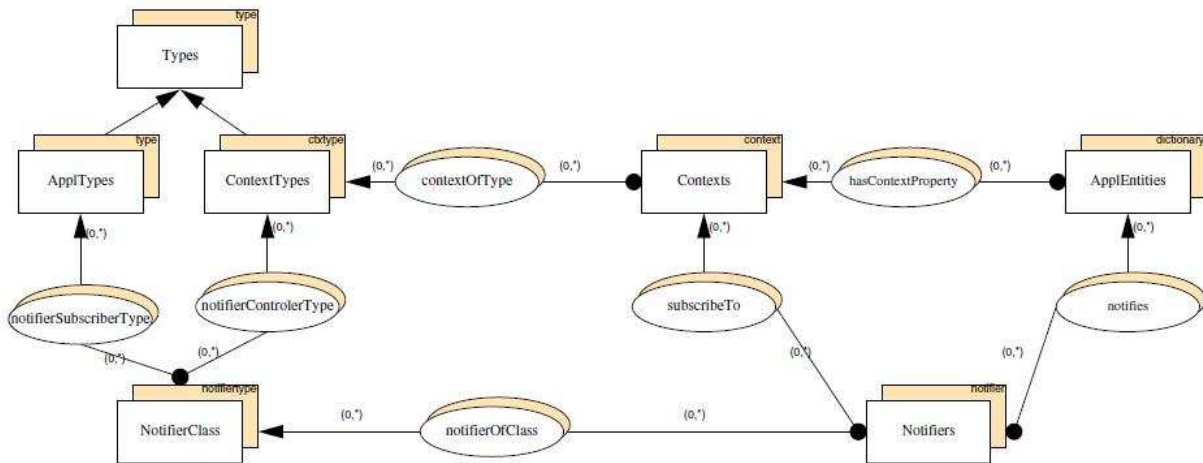 type
Types
type
ApplTypes
ctxtype
ContextTypes
(0,*)
contextOfType
(0,*)
context
Contexts
(0,*)
hasContextProperty
(0,*)
dictionary
ApplEntities
(0,*)
(0,*)
(0,*)
(0,*)
notifierSubscriberType
notifierControlerType
subscribeTo
notifies
(0,*)
(0,*)
(0,*)
(0,*)
notifiertype
NotifierClass
(0,*)
notifierOfClass
(0,*)
notifier
Notifiers